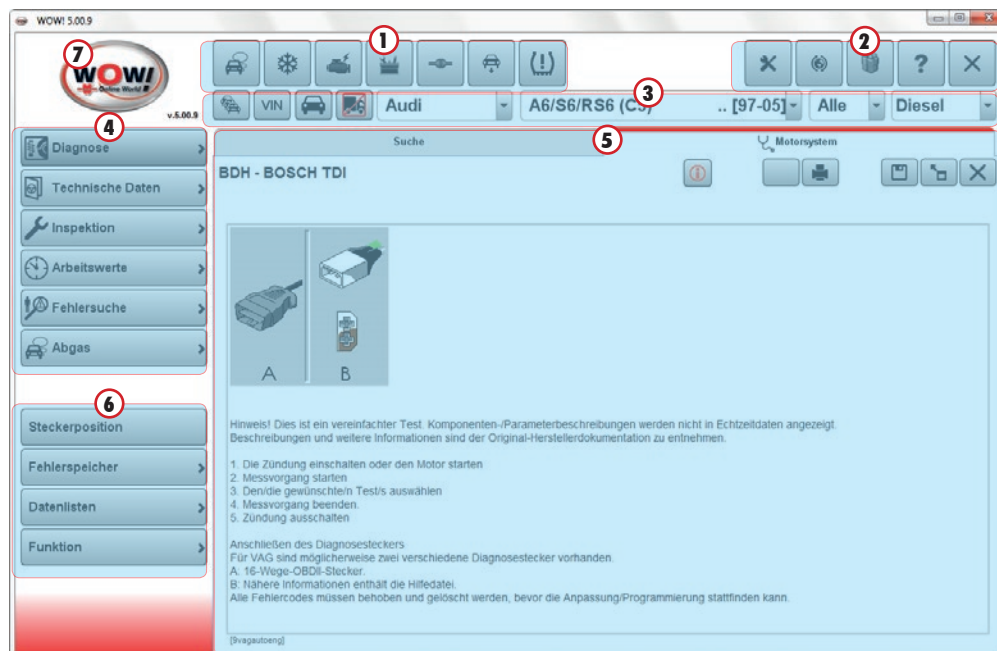 WOW! 5.00.9
7
WOW!
Online World
v.5.00.9
1
2
VIN
Audi
A6/S6/RS6 (C5) .. [97-05]
3
Alle
Diesel
4
Diagnose
Technische Daten
Inspektion
Arbeitswerte
Fehlersuche
Abgas
6
Steckerposition
Fehlerspeicher
Datenlisten
Funktion
Suche
5
Motorsystem
BDH - BOSCH TDI
A
B
Hinweis! Dies ist ein vereinfachter Test. Komponenten-/Parameterbeschreibungen werden nicht in Echtzeitdaten angezeigt.
Beschreibungen und weitere Informationen sind der Original-Herstellerdokumentation zu entnehmen.
1. Die Zündung einschalten oder den Motor starten
2. Messvorgang starten
3. Den/die gewünschte/n Test/s auswählen
4. Messvorgang beenden.
5. Zündung ausschalten
Anschließen des Diagnosesteckers
Für VAG sind möglicherweise zwei verschiedene Diagnosestecker vorhanden.
A: 16-Wege-OBDII-Stecker.
B: Nähere Informationen enthält die Hilfedatei.
Alle Fehlercodes müssen behoben und gelöscht werden, bevor die Anpassung/Programmierung stattfinden kann.
[9vagautoeng]